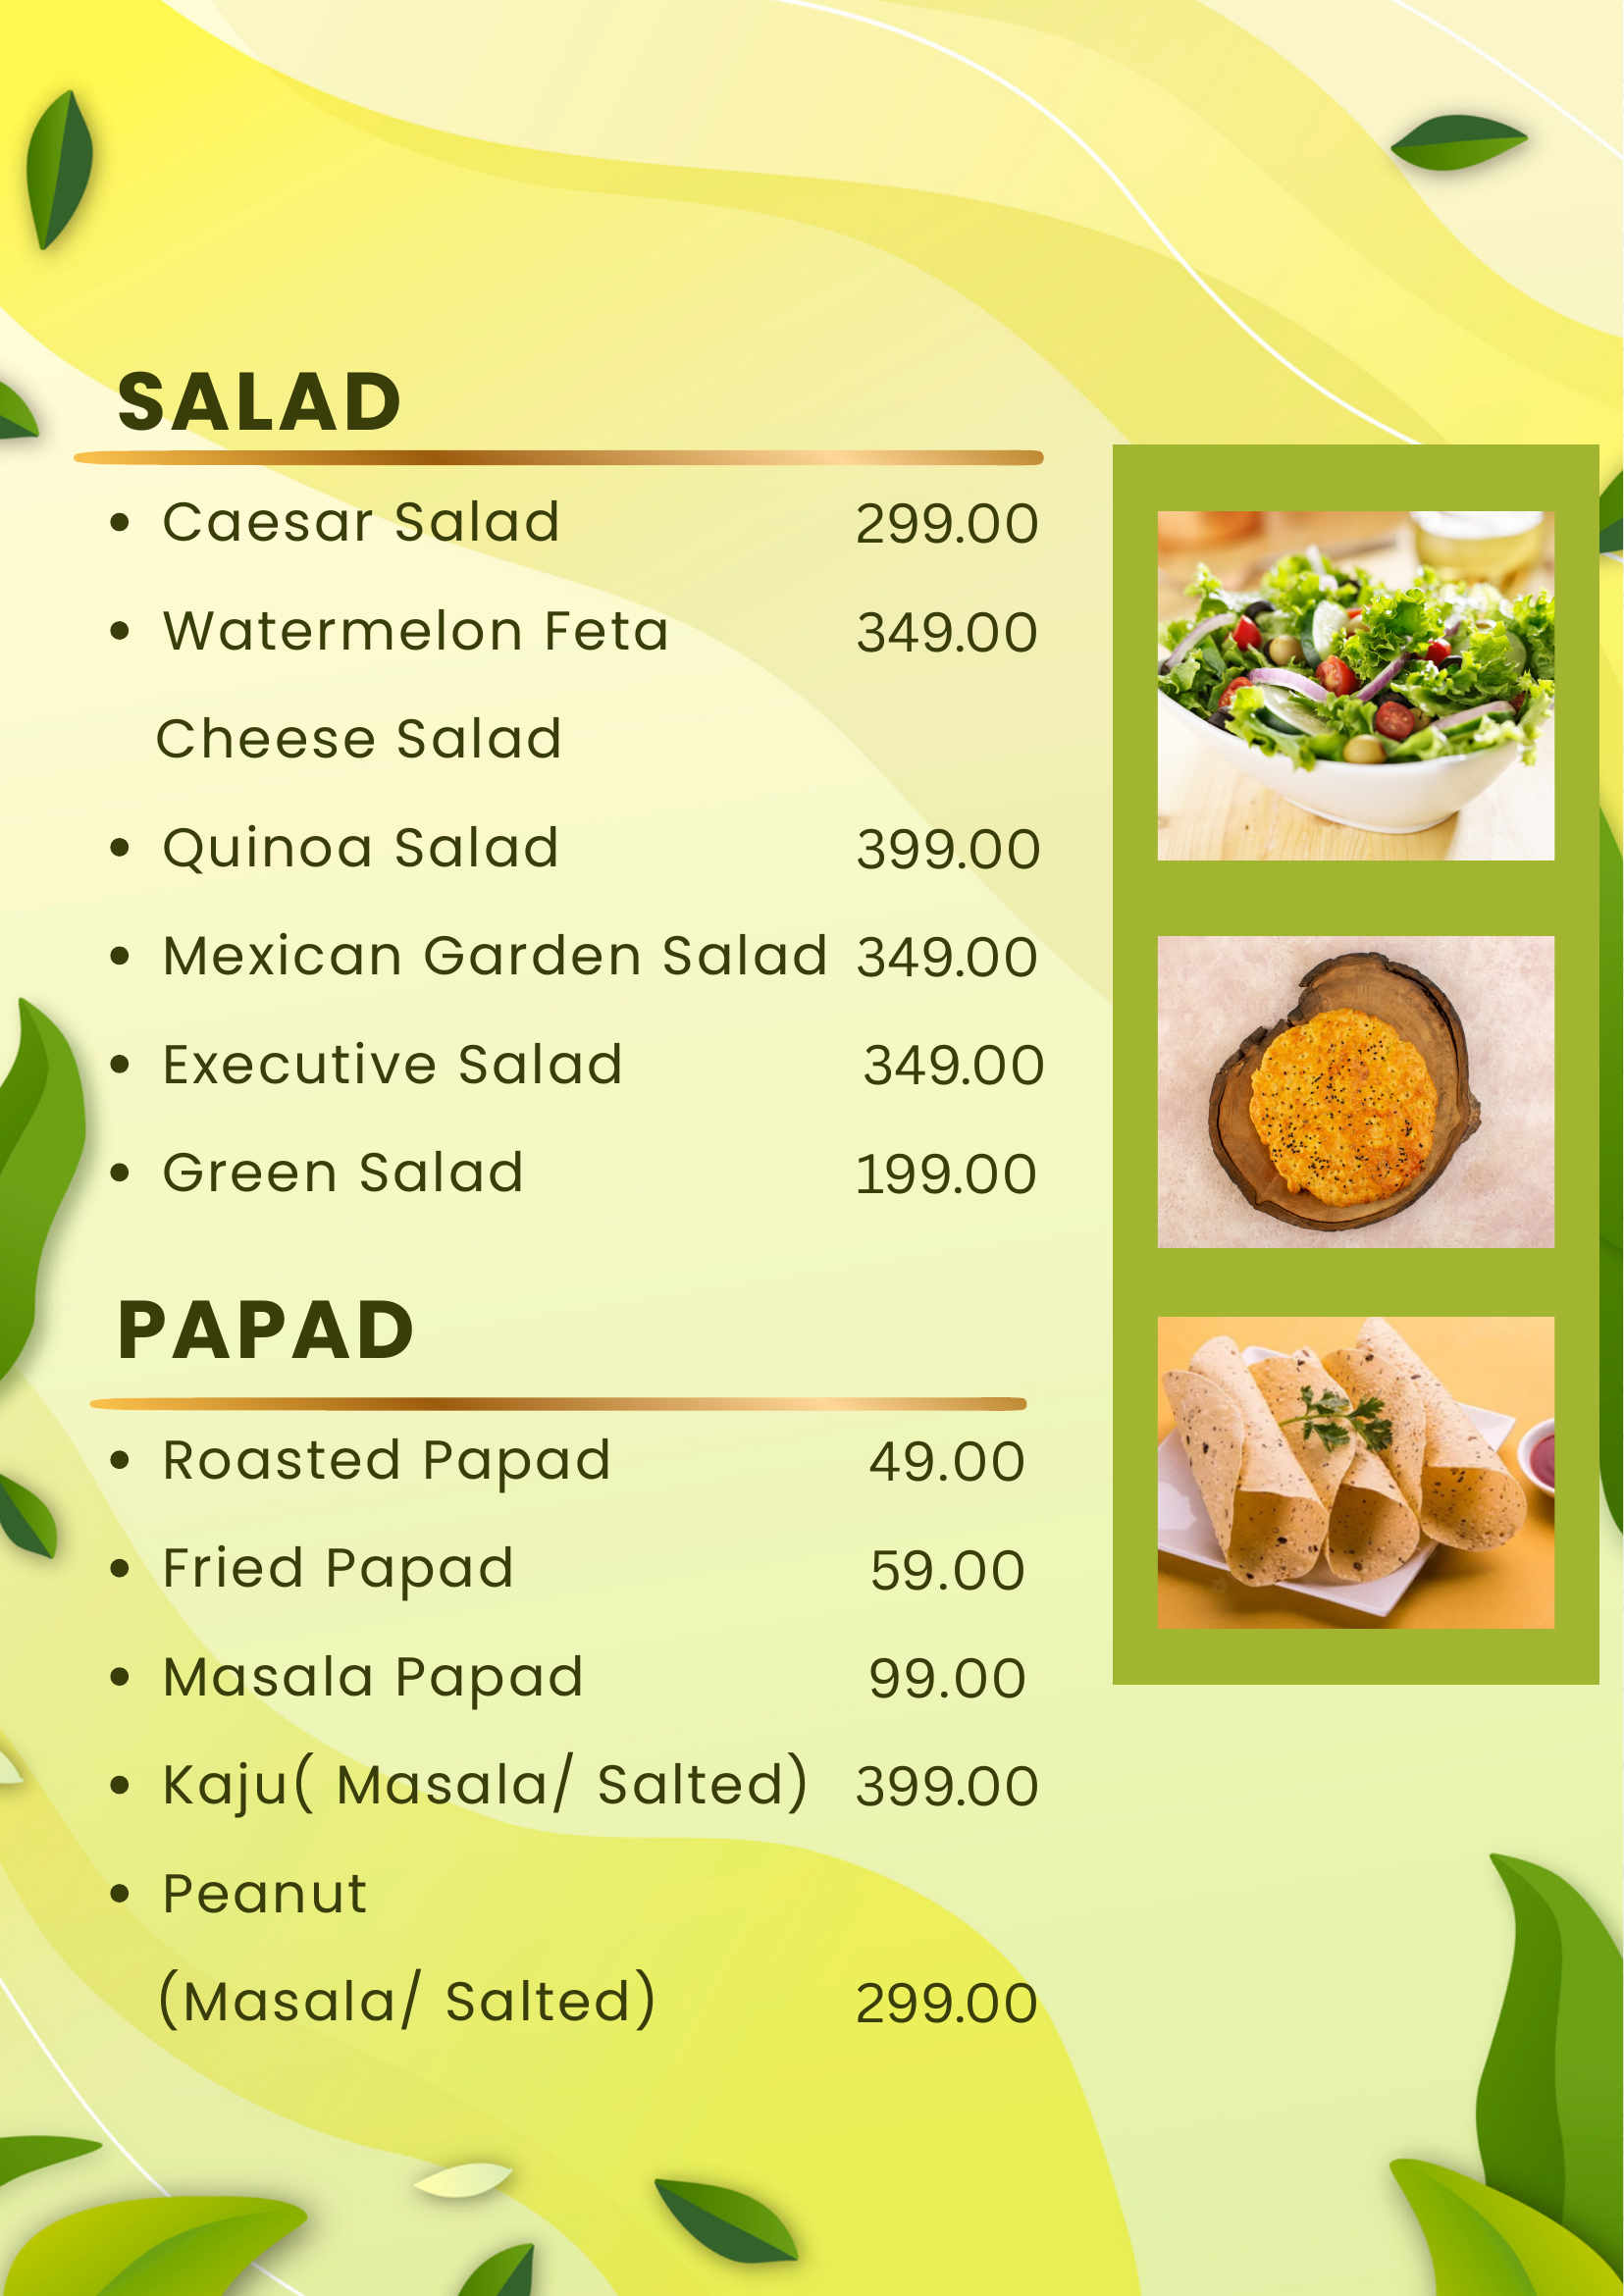 SALAD
• Caesar Salad 299.00
• Watermelon Feta 349.00
Cheese Salad
• Quinoa Salad 399.00
• Mexican Garden Salad 349.00
• Executive Salad 349.00
• Green Salad 199.00
PAPAD
• Roasted Papad 49.00
• Fried Papad 59.00
• Masala Papad 99.00
• Kaju( Masala/ Salted) 399.00
• Peanut
(Masala/ Salted) 299.00